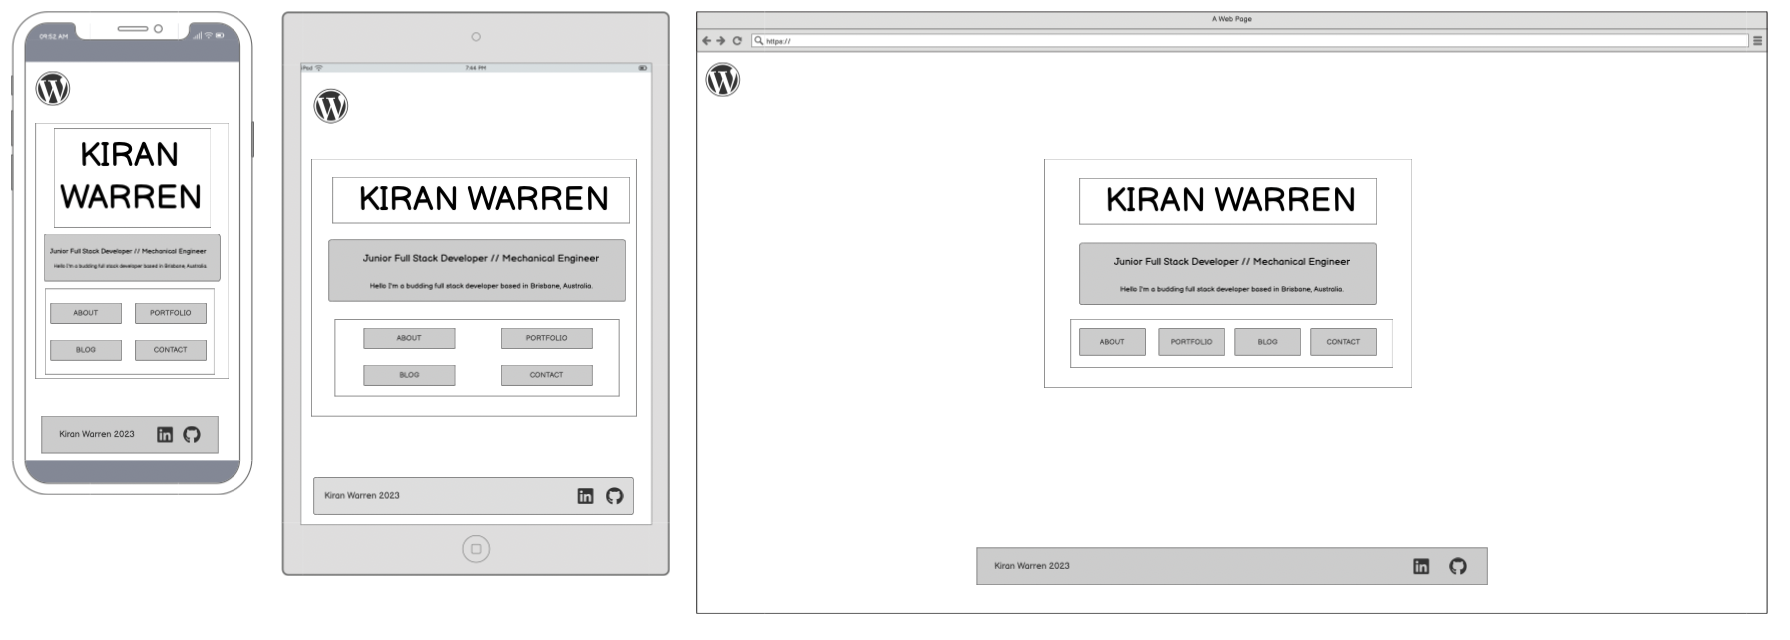 09:52 AM
KIRAN
WARREN
Junior Full Stack Developer // Mechanical Engineer
Hello I'm a budding full stack developer based in Brisbane, Australia.
ABOUT
PORTFOLIO
BLOG
CONTACT
Kiran Warren 2023
in
iPad
7:44 PM
KIRAN WARREN
Junior Full Stack Developer // Mechanical Engineer
Hello I'm a budding full stack developer based in Brisbane, Australia.
ABOUT
PORTFOLIO
BLOG
CONTACT
Kiran Warren 2023
in
A Web Page
https://
KIRAN WARREN
Junior Full Stack Developer // Mechanical Engineer
Hello I'm a budding full stack developer based in Brisbane, Australia.
ABOUT
PORTFOLIO
BLOG
CONTACT
Kiran Warren 2023
in